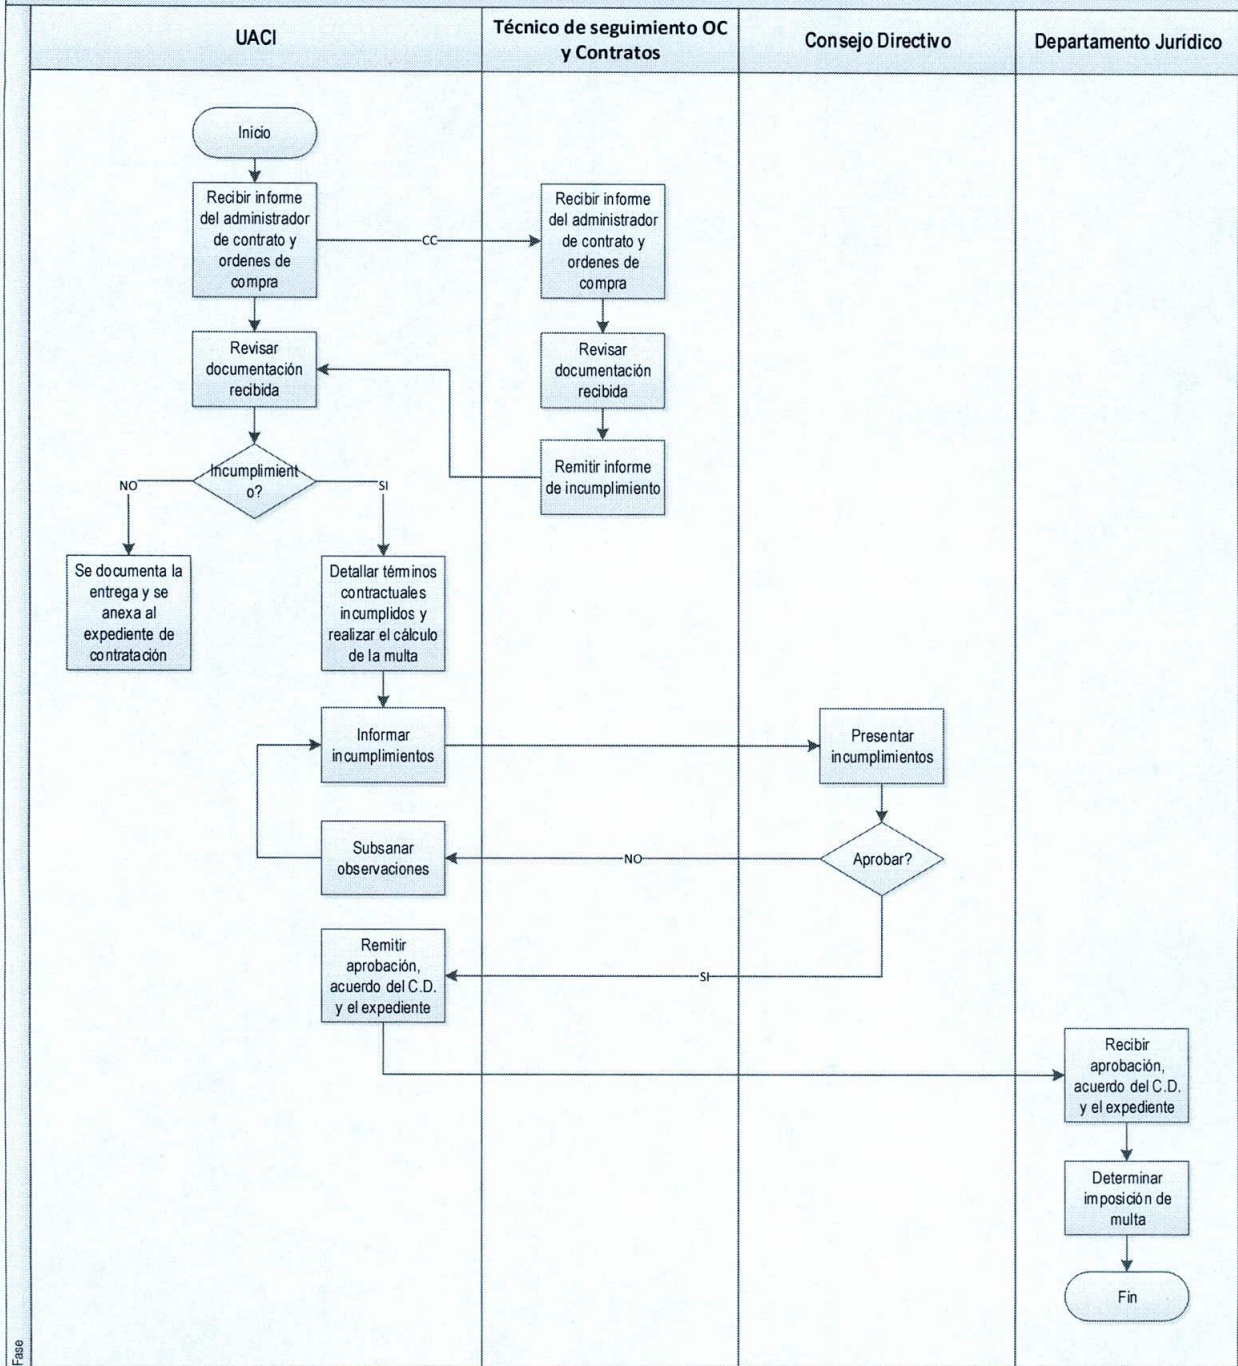 UACI
Técnico de seguimiento OC
y Contratos
Consejo Directivo
Departamento Jurídico
Inicio
Recibir informe
del administrador
de contrato y
ordenes de
compra
CC
Recibir informe
del administrador
de contrato y
ordenes de
compra
Revisar
documentación
recibida
Revisar
documentación
recibida
Remitir informe
de incumplimiento
Incumplimient
o?
NO
SI
Se documenta la
entrega y se
anexa al
expediente de
contratación
Detallar términos
contractuales
incumplidos y
realizar el cálculo
de la multa
Informar
incumplimientos
Presentar
incumplimientos
Subsanar
observaciones
NO
Aprobar?
Remitir
aprobación,
acuerdo del C.D.
y el expediente
SI
Recibir
aprobación,
acuerdo del C.D.
y el expediente
Determinar
imposición de
multa
Fin
Fase